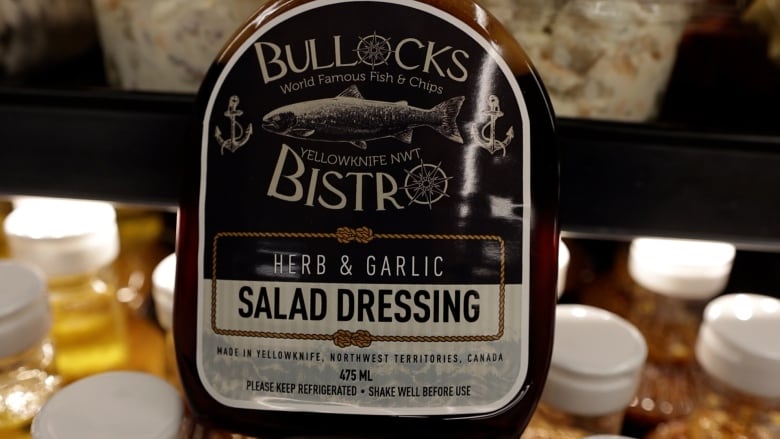 BULLOCKS
World Famous Fish & Chips
YELLOWKNIFE NWT
BISTRO
HERB & GARLIC
SALAD DRESSING
MADE IN YELLOWKNIFE, NORTHWEST TERRITORIES, CANADA
475 ML
PLEASE KEEP REFRIGERATED • SHAKE WELL BEFORE USE